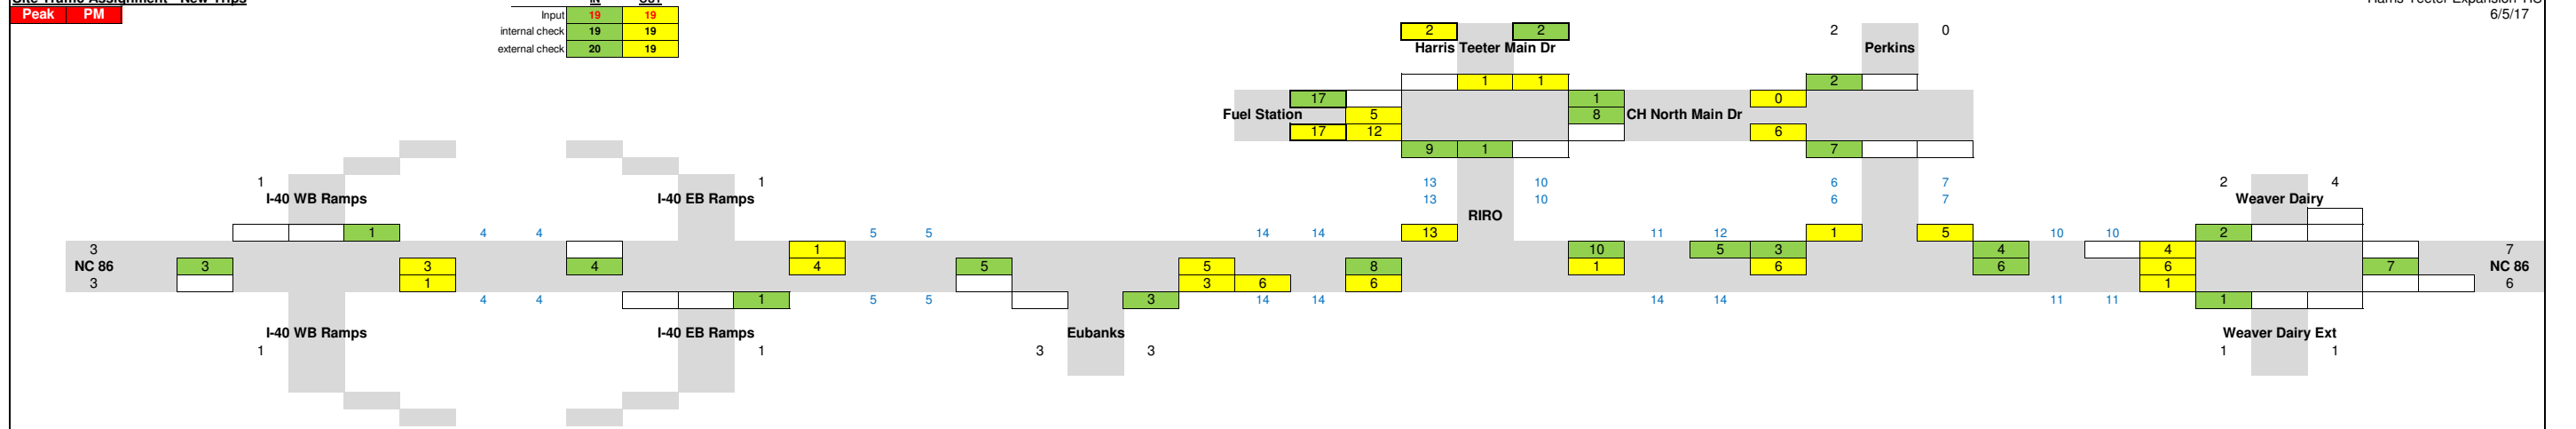 Site Traffic Assignment - New Trips IN OUT Harris Teeter Expansion
Peak PM Input 19 19 6/5/17
internal check 19 19 2 2 2 0
external check 20 19 Harris Teeter Main Dr Perkins
1 1 2
17 1 0
Fuel Station 5 8 CH North Main Dr
17 12 6
9 1 7
1 1 13 10 6 7 2 4
I-40 WB Ramps I-40 EB Ramps 13 10 6 7 Weaver Dairy
RIRO
1 4 4 5 5 14 14 13 11 12 1 5 10 10 2
3 1 10 5 3 4 4 7
NC 86 3 3 4 4 5 5 8 1 6 6 6 7 NC 86
3 1 3 6 6 1 6
4 4 1 5 5 3 14 14 14 14 11 11 1
I-40 WB Ramps I-40 EB Ramps Eubanks Weaver Dairy Ext
1 1 3 3 1 1